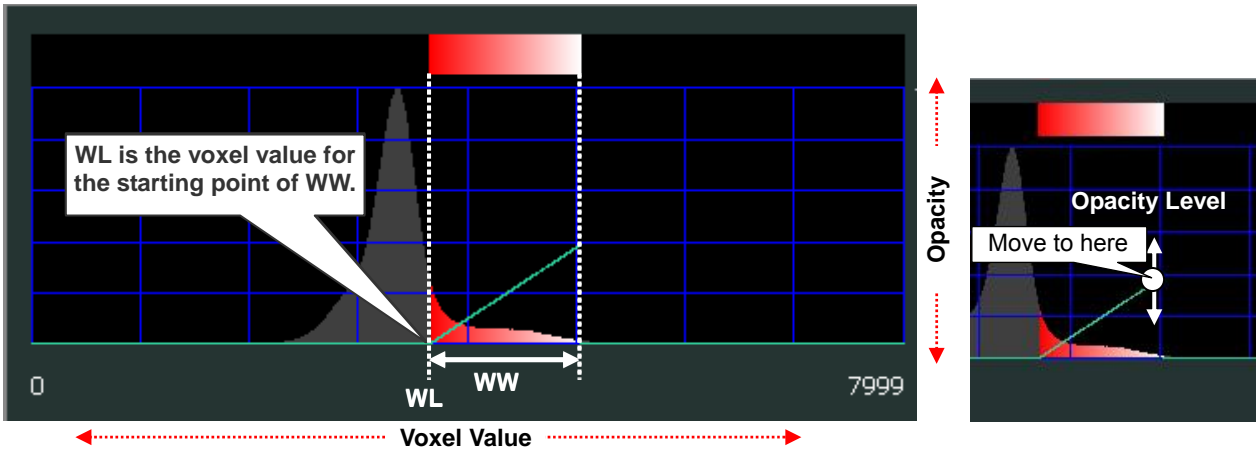 WL is the voxel value for
the starting point of WW.
0
WL
WW
7999
Voxel Value
Opacity
Opacity Level
Move to here